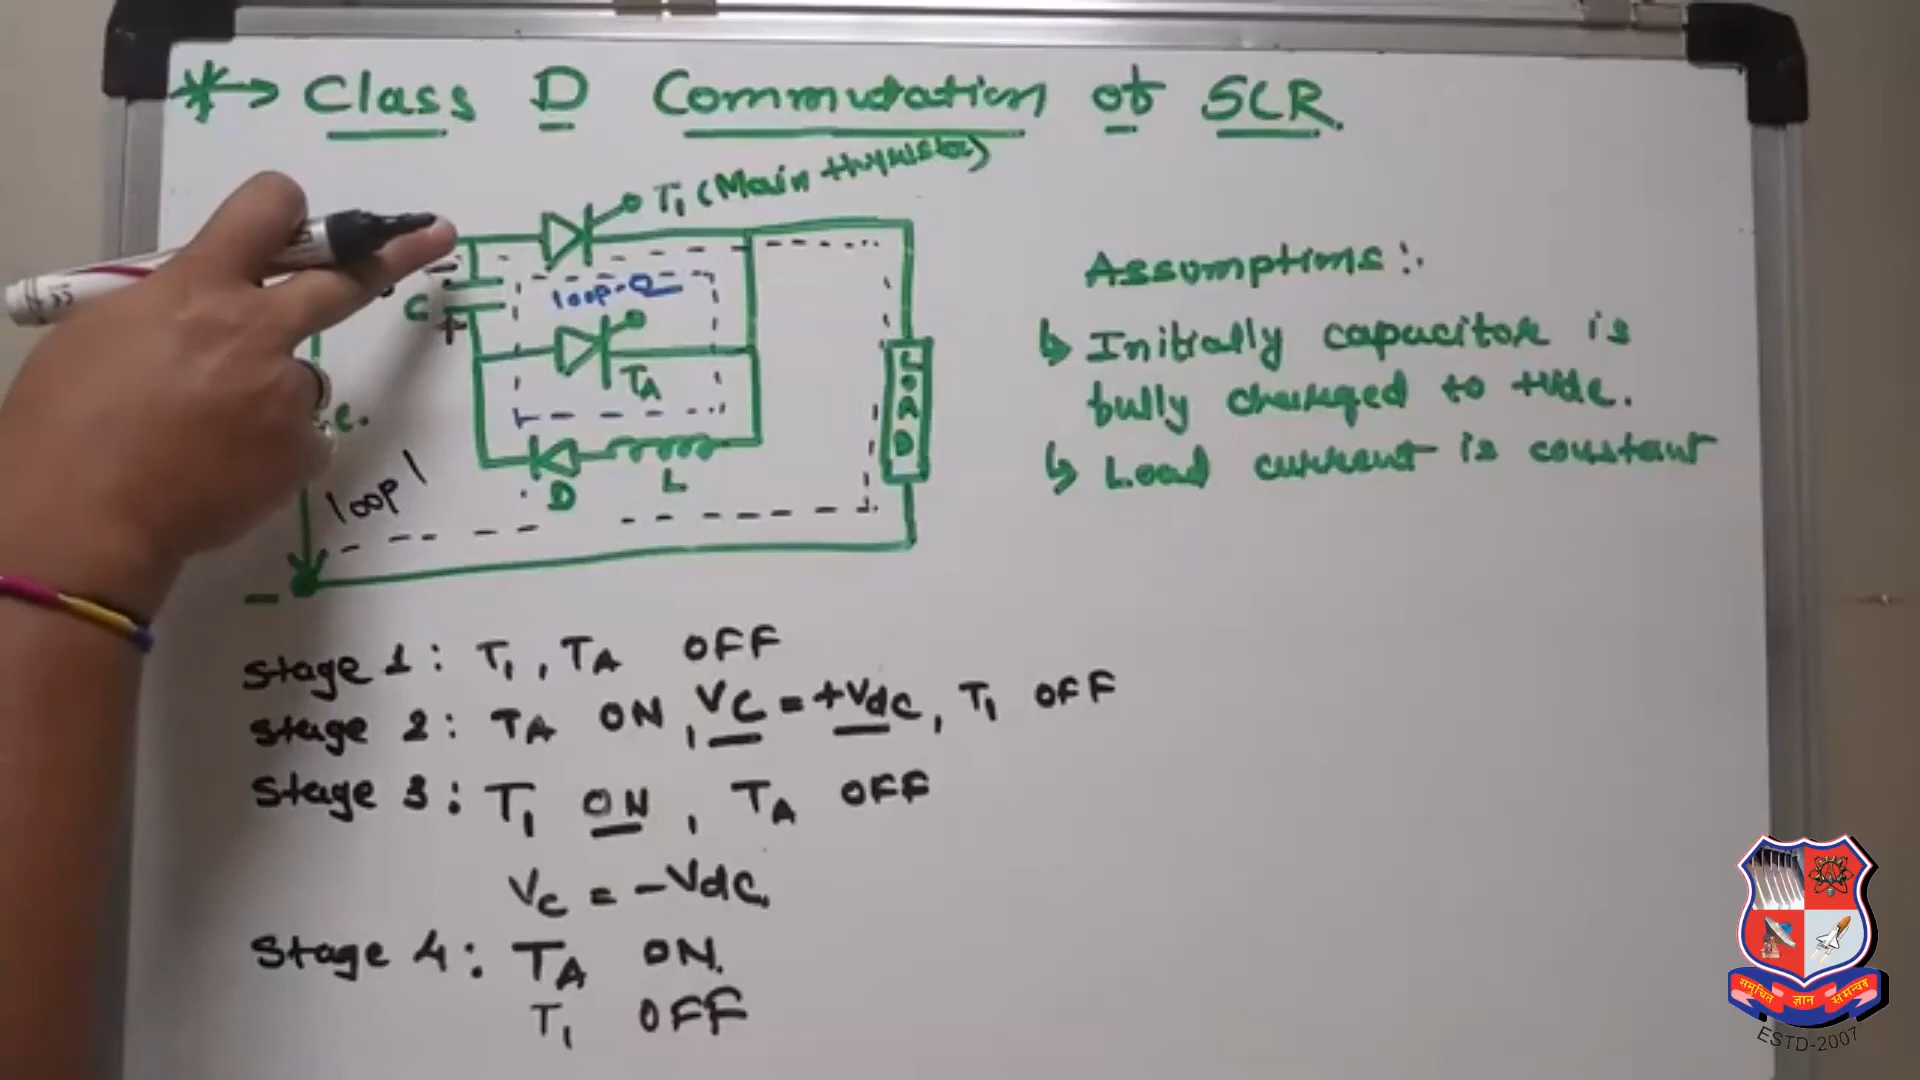 Class D Commutation of SCR.
T1 (Main thyristor)
loop-2
C
+
TA
LOAD
D
L
loop 1
-
Assumptions:
Initially capacitor is
fully charged to +Vdc.
Load current is constant
Stage 1: T1, TA OFF
Stage 2: TA ON, VC = +Vdc, T1 OFF
Stage 3: T1 ON, TA OFF
Vc = -Vdc.
Stage 4: TA ON.
T1 OFF
समुचित ज्ञान समन्वय
ESTD-2007